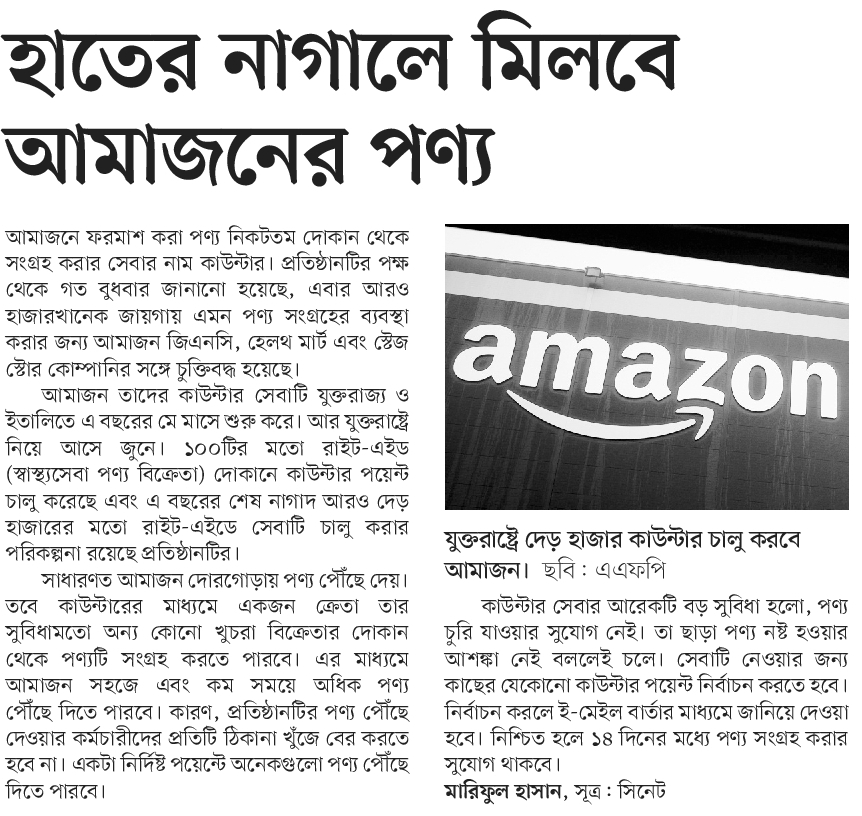 হাতের নাগালে মিলবে
আমাজনের পণ্য
আমাজনে ফরমাশ করা পণ্য নিকটতম দোকান থেকে
সংগ্রহ করার সেবার নাম কাউন্টার। প্রতিষ্ঠানটির পক্ষ
থেকে গত বুধবার জানানো হয়েছে, এবার আরও
হাজারখানেক জায়গায় এমন পণ্য সংগ্রহের ব্যবস্থা
করার জন্য আমাজন জিএনসি, হেলথ মার্ট এবং স্টেজ
স্টোর কোম্পানির সঙ্গে চুক্তিবদ্ধ হয়েছে।
আমাজন তাদের কাউন্টার সেবাটি যুক্তরাজ্য ও
ইতালিতে এ বছরের মে মাসে শুরু করে। আর যুক্তরাষ্ট্রে
নিয়ে আসে জুনে। ১০০টির মতো রাইট-এইড
(স্বাস্থ্যসেবা পণ্য বিক্রেতা) দোকানে কাউন্টার পয়েন্ট
চালু করেছে এবং এ বছরের শেষ নাগাদ আরও দেড়
হাজারের মতো রাইট-এইডে সেবাটি চালু করার
পরিকল্পনা রয়েছে প্রতিষ্ঠানটির।
সাধারণত আমাজন দোরগোড়ায় পণ্য পৌঁছে দেয়।
তবে কাউন্টারের মাধ্যমে একজন ক্রেতা তার
সুবিধামতো অন্য কোনো খুচরা বিক্রেতার দোকান
থেকে পণ্যটি সংগ্রহ করতে পারবে। এর মাধ্যমে
আমাজন সহজে এবং কম সময়ে অধিক পণ্য
পৌঁছে দিতে পারবে। কারণ, প্রতিষ্ঠানটির পণ্য পৌঁছে
দেওয়ার কর্মচারীদের প্রতিটি ঠিকানা খুঁজে বের করতে
হবে না। একটা নির্দিষ্ট পয়েন্টে অনেকগুলো পণ্য পৌঁছে
দিতে পারবে।
amazon
যুক্তরাষ্ট্রে দেড় হাজার কাউন্টার চালু করবে
আমাজন। ছবি : এএফপি
কাউন্টার সেবার আরেকটি বড় সুবিধা হলো, পণ্য
চুরি যাওয়ার সুযোগ নেই। তা ছাড়া পণ্য নষ্ট হওয়ার
আশঙ্কা নেই বললেই চলে। সেবাটি নেওয়ার জন্য
কাছের যেকোনো কাউন্টার পয়েন্ট নির্বাচন করতে হবে।
নির্বাচন করলে ই-মেইল বার্তার মাধ্যমে জানিয়ে দেওয়া
হবে। নিশ্চিত হলে ১৪ দিনের মধ্যে পণ্য সংগ্রহ করার
সুযোগ থাকবে।
মারিফুল হাসান, সূত্র : সিনেট